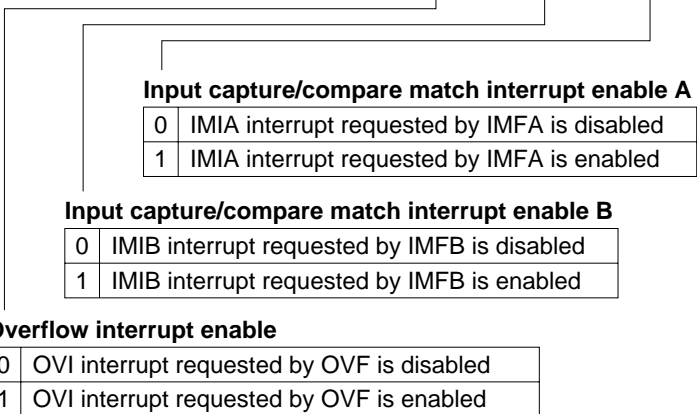 Input capture/compare match interrupt enable A
0 IMIA interrupt requested by IMFA is disabled
1 IMIA interrupt requested by IMFA is enabled
Input capture/compare match interrupt enable B
0 IMIB interrupt requested by IMFB is disabled
1 IMIB interrupt requested by IMFB is enabled
Overflow interrupt enable
0 OVI interrupt requested by OVF is disabled
1 OVI interrupt requested by OVF is enabled